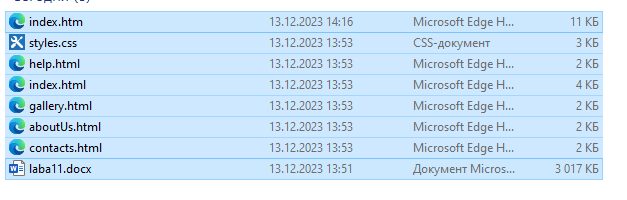 index.htm 13.12.2023 14:16 Microsoft Edge H... 11 КБ
styles.css 13.12.2023 13:53 CSS-документ 3 КБ
help.html 13.12.2023 13:53 Microsoft Edge H... 2 КБ
index.html 13.12.2023 13:53 Microsoft Edge H... 4 КБ
gallery.html 13.12.2023 13:53 Microsoft Edge H... 2 КБ
aboutUs.html 13.12.2023 13:53 Microsoft Edge H... 2 КБ
contacts.html 13.12.2023 13:53 Microsoft Edge H... 2 КБ
laba11.docx 13.12.2023 13:51 Документ Micros... 3 017 КБ